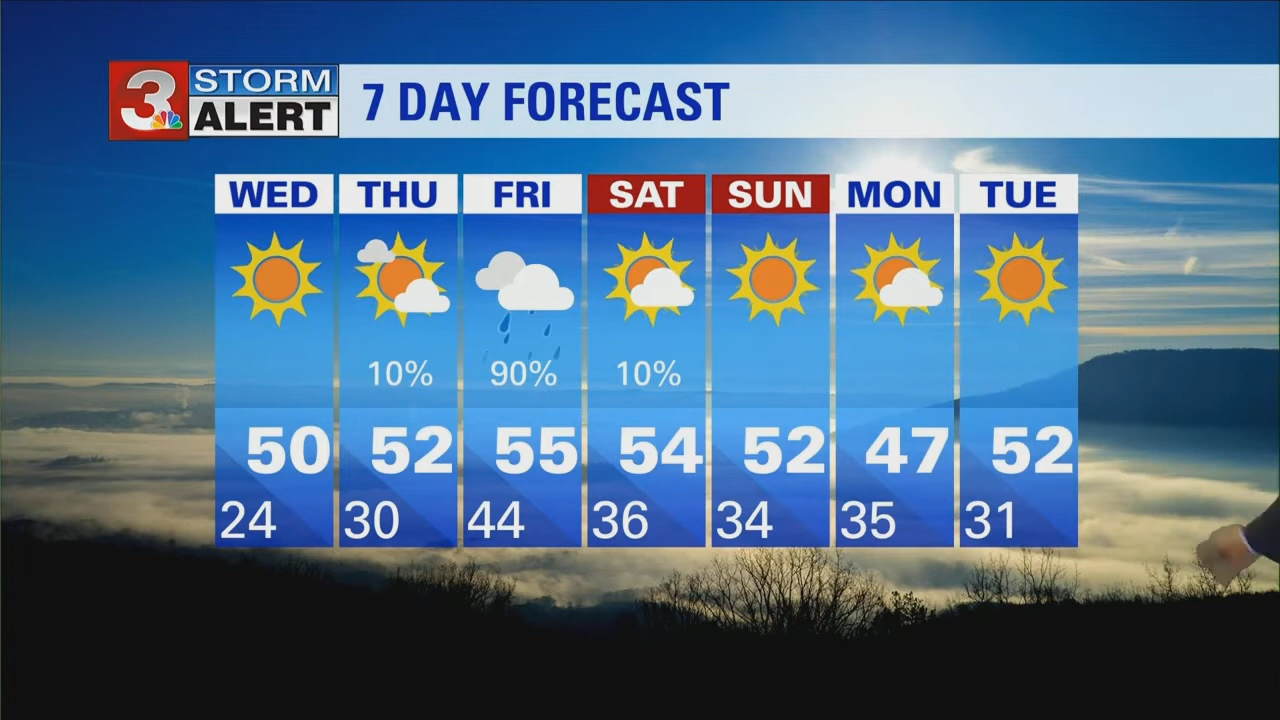 3 STORM ALERT
7 DAY FORECAST
WED THU FRI SAT SUN MON TUE
10% 90% 10%
50 52 55 54 52 47 52
24 30 44 36 34 35 31